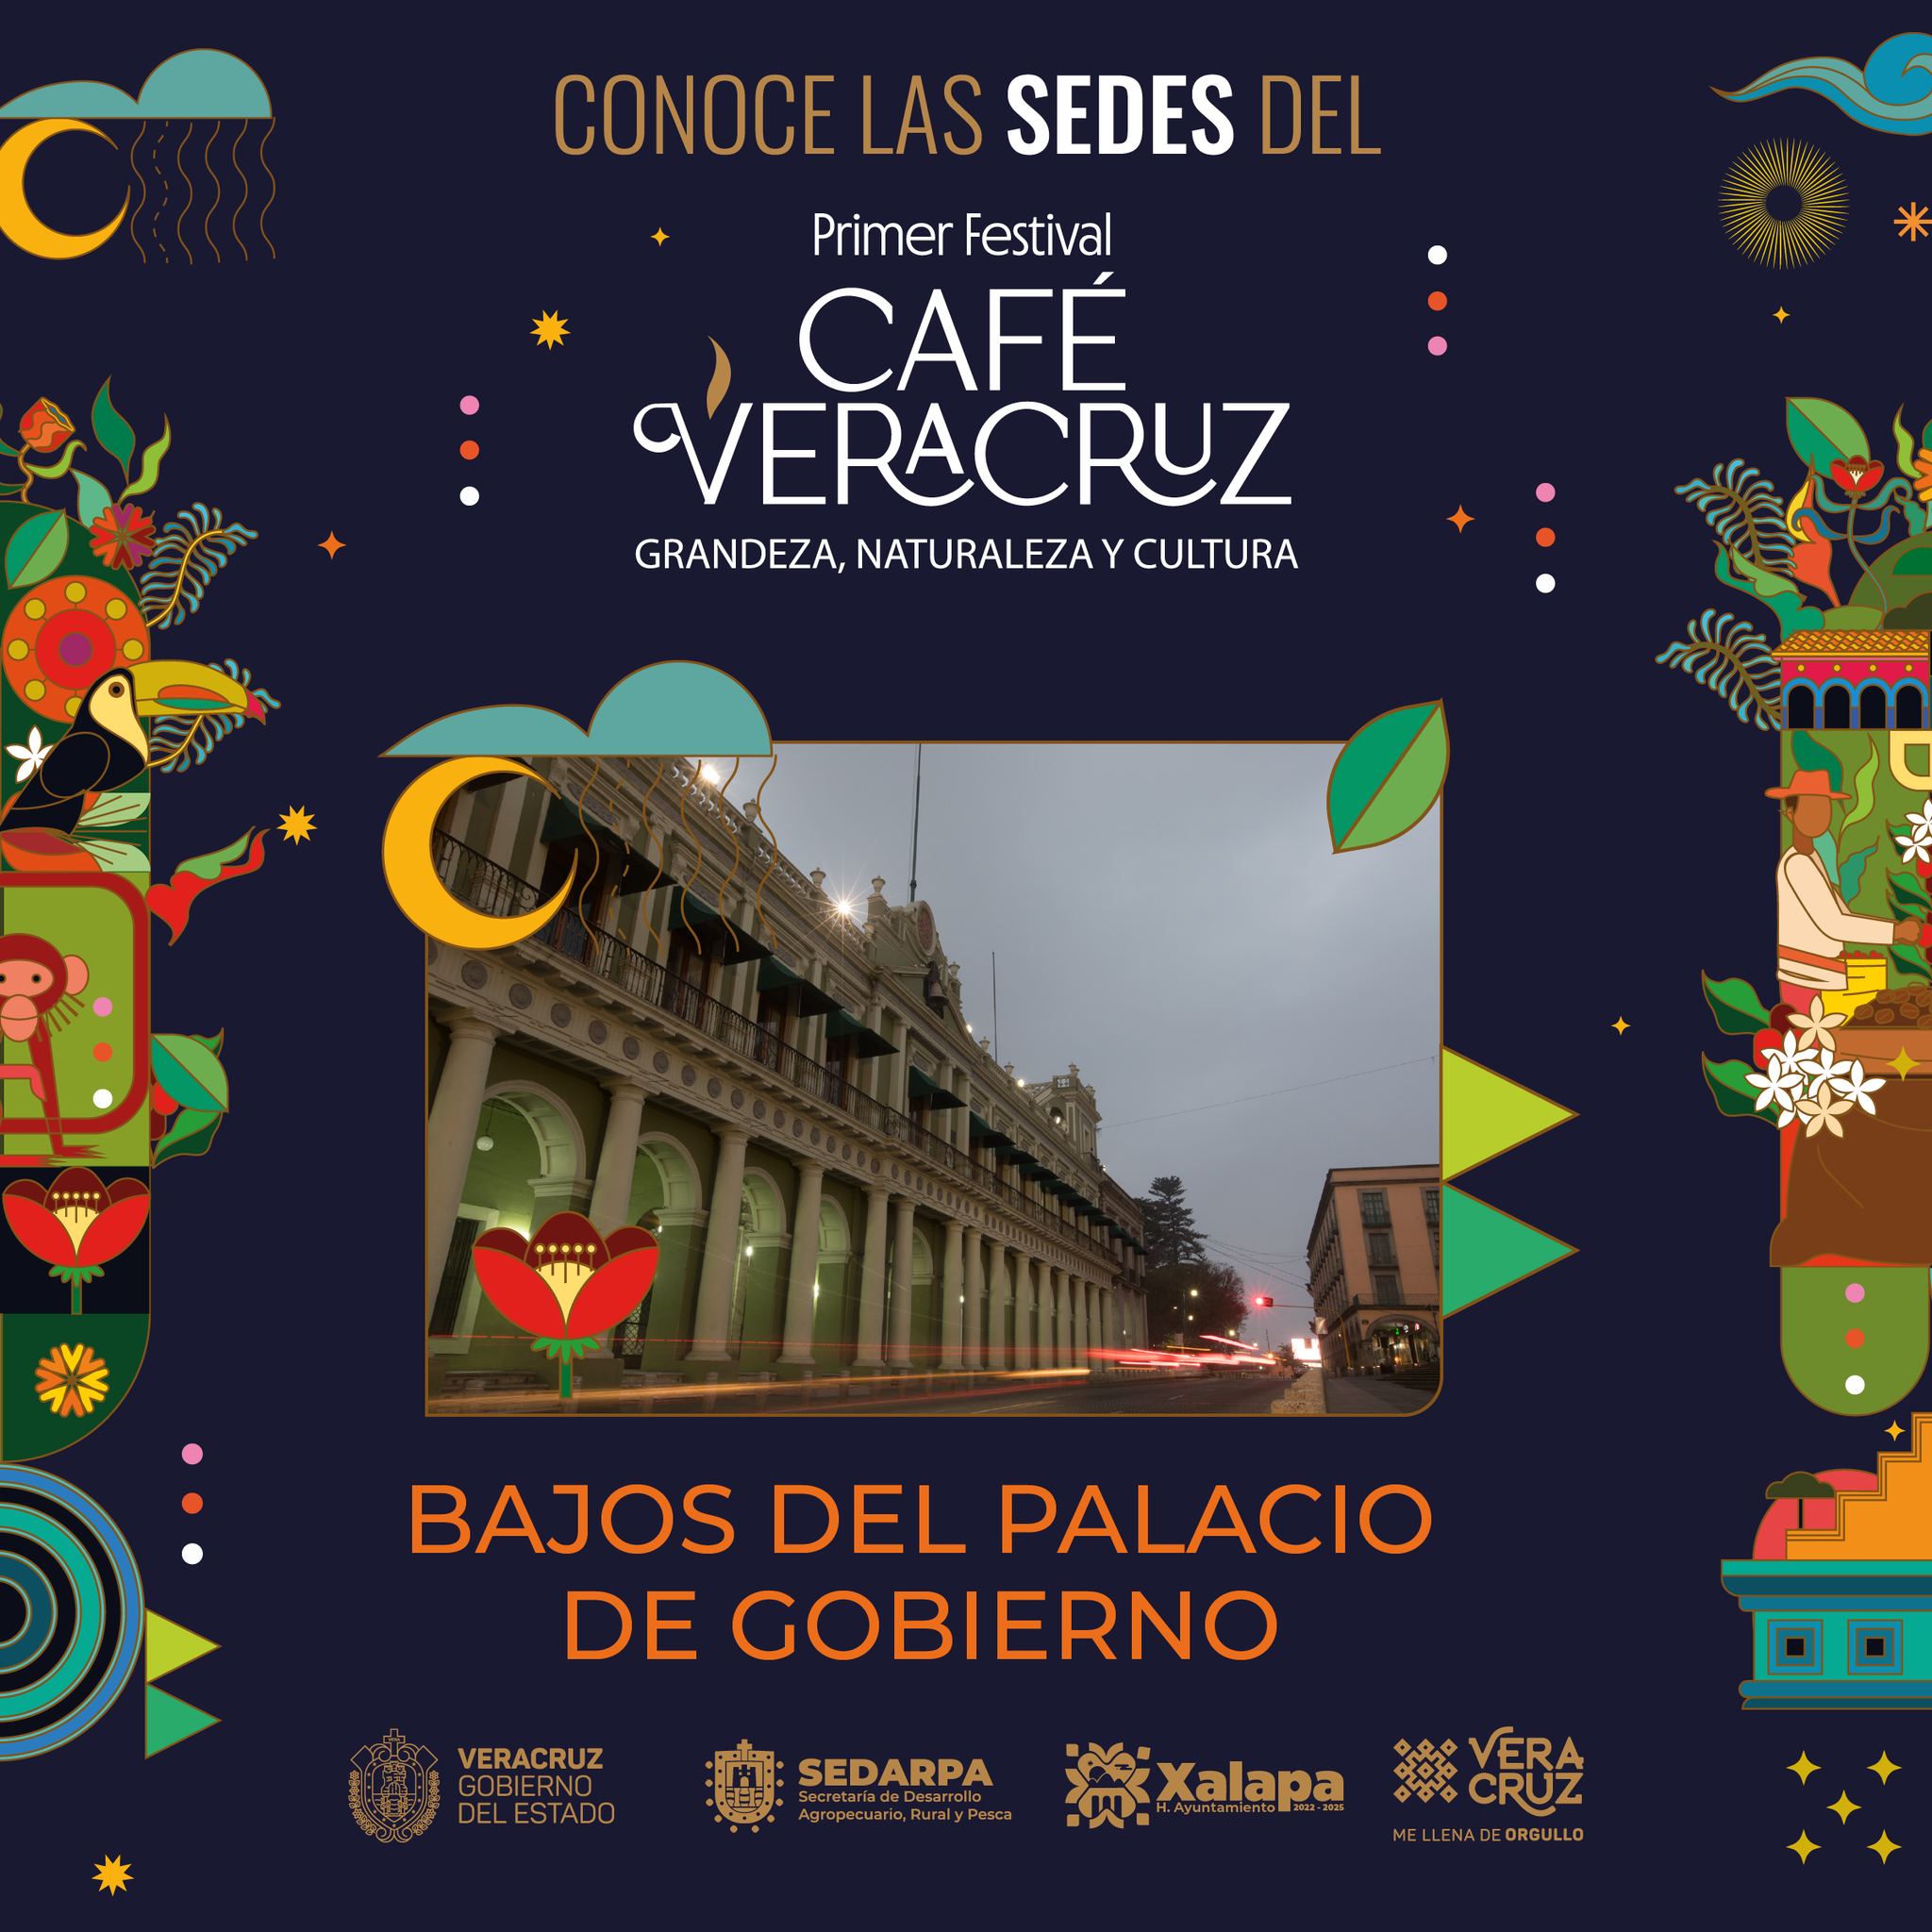 CONOCE LAS SEDES DEL
Primer Festival
CAFÉ
VERACRUZ
GRANDEZA, NATURALEZA Y CULTURA
BAJOS DEL PALACIO
DE GOBIERNO
VERACRUZ
GOBIERNO
DEL ESTADO
SEDARPA
Secretaría de Desarrollo
Agropecuario, Rural y Pesca
Xalapa
H. Ayuntamiento 2022 - 2025
VERA
CRUZ
ME LLENA DE ORGULLO